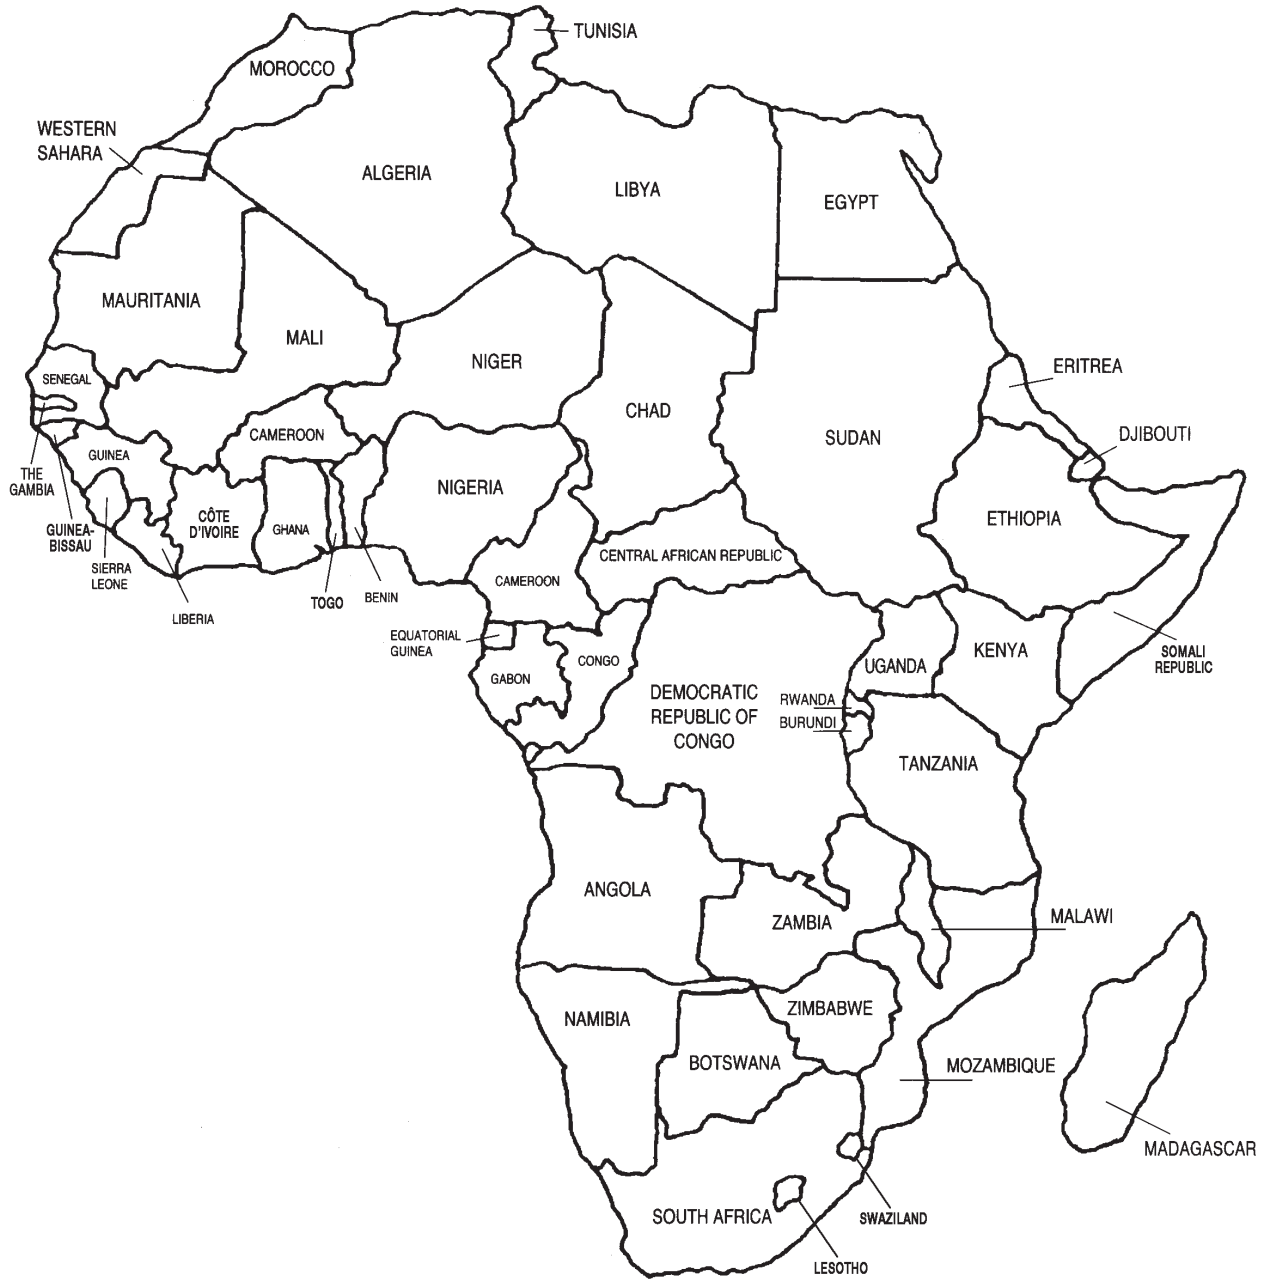 TUNISIA
MOROCCO
WESTERN
SAHARA
ALGERIA
LIBYA
EGYPT
MAURITANIA
MALI
NIGER
ERITREA
SENEGAL
CHAD
SUDAN
CAMEROON
DJIBOUTI
GUINEA
THE
GAMBIA
NIGERIA
CÔTE
D'IVOIRE
GHANA
ETHIOPIA
GUINEA-
BISSAU
CENTRAL AFRICAN REPUBLIC
SIERRA
LEONE
CAMEROON
TOGO
BENIN
LIBERIA
EQUATORIAL
GUINEA
CONGO
GABON
UGANDA
KENYA
SOMALI
REPUBLIC
DEMOCRATIC
REPUBLIC OF
CONGO
RWANDA
BURUNDI
TANZANIA
ANGOLA
ZAMBIA
MALAWI
NAMIBIA
ZIMBABWE
BOTSWANA
MOZAMBIQUE
MADAGASCAR
SOUTH AFRICA
SWAZILAND
LESOTHO